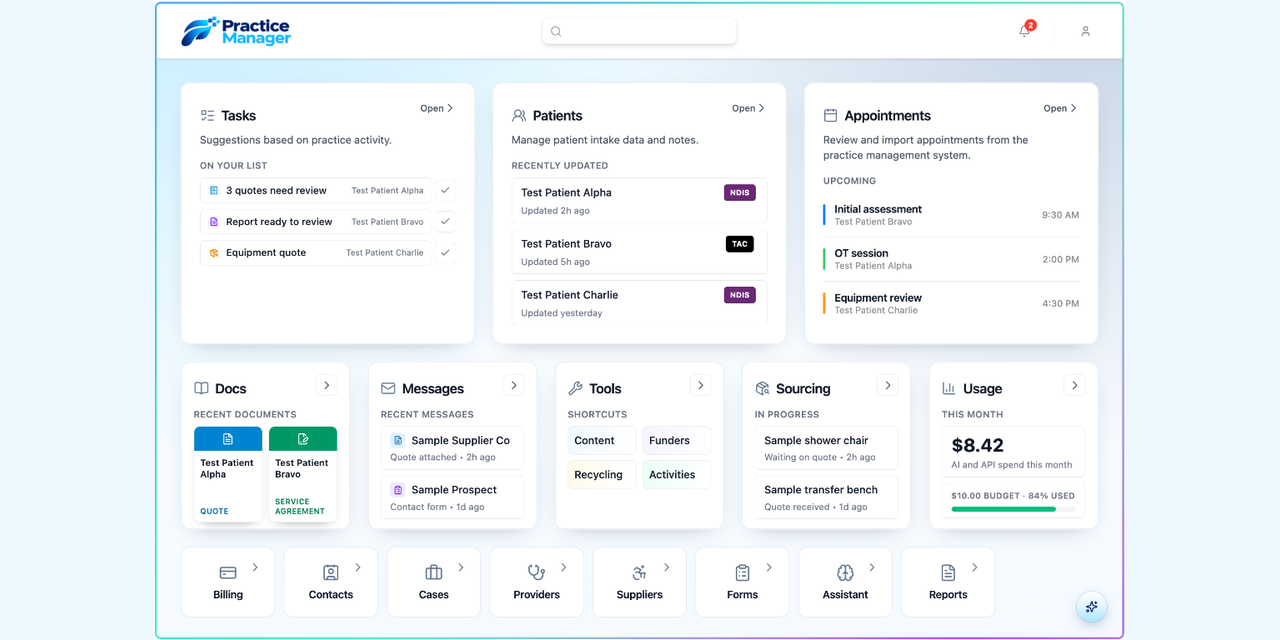 Practice
Manager
2
Tasks
Open
Suggestions based on practice activity.
ON YOUR LIST
3 quotes need review
Test Patient Alpha
Report ready to review
Test Patient Bravo
Equipment quote
Test Patient Charlie
Patients
Open
Manage patient intake data and notes.
RECENTLY UPDATED
Test Patient Alpha
NDIS
Updated 2h ago
Test Patient Bravo
TAC
Updated 5h ago
Test Patient Charlie
NDIS
Updated yesterday
Appointments
Open
Review and import appointments from the
practice management system.
UPCOMING
Initial assessment
Test Patient Bravo
9:30 AM
OT session
Test Patient Alpha
2:00 PM
Equipment review
Test Patient Charlie
4:30 PM
Docs
RECENT DOCUMENTS
Test Patient
Alpha
QUOTE
Test Patient
Bravo
SERVICE
AGREEMENT
Messages
RECENT MESSAGES
Sample Supplier Co
Quote attached • 2h ago
Sample Prospect
Contact form • 1d ago
Tools
SHORTCUTS
Content
Funders
Recycling
Activities
Sourcing
IN PROGRESS
Sample shower chair
Waiting on quote • 2h ago
Sample transfer bench
Quote received • 1d ago
Usage
THIS MONTH
$8.42
AI and API spend this month
$10.00 BUDGET · 84% USED
Billing
Contacts
Cases
Providers
Suppliers
Forms
Assistant
Reports